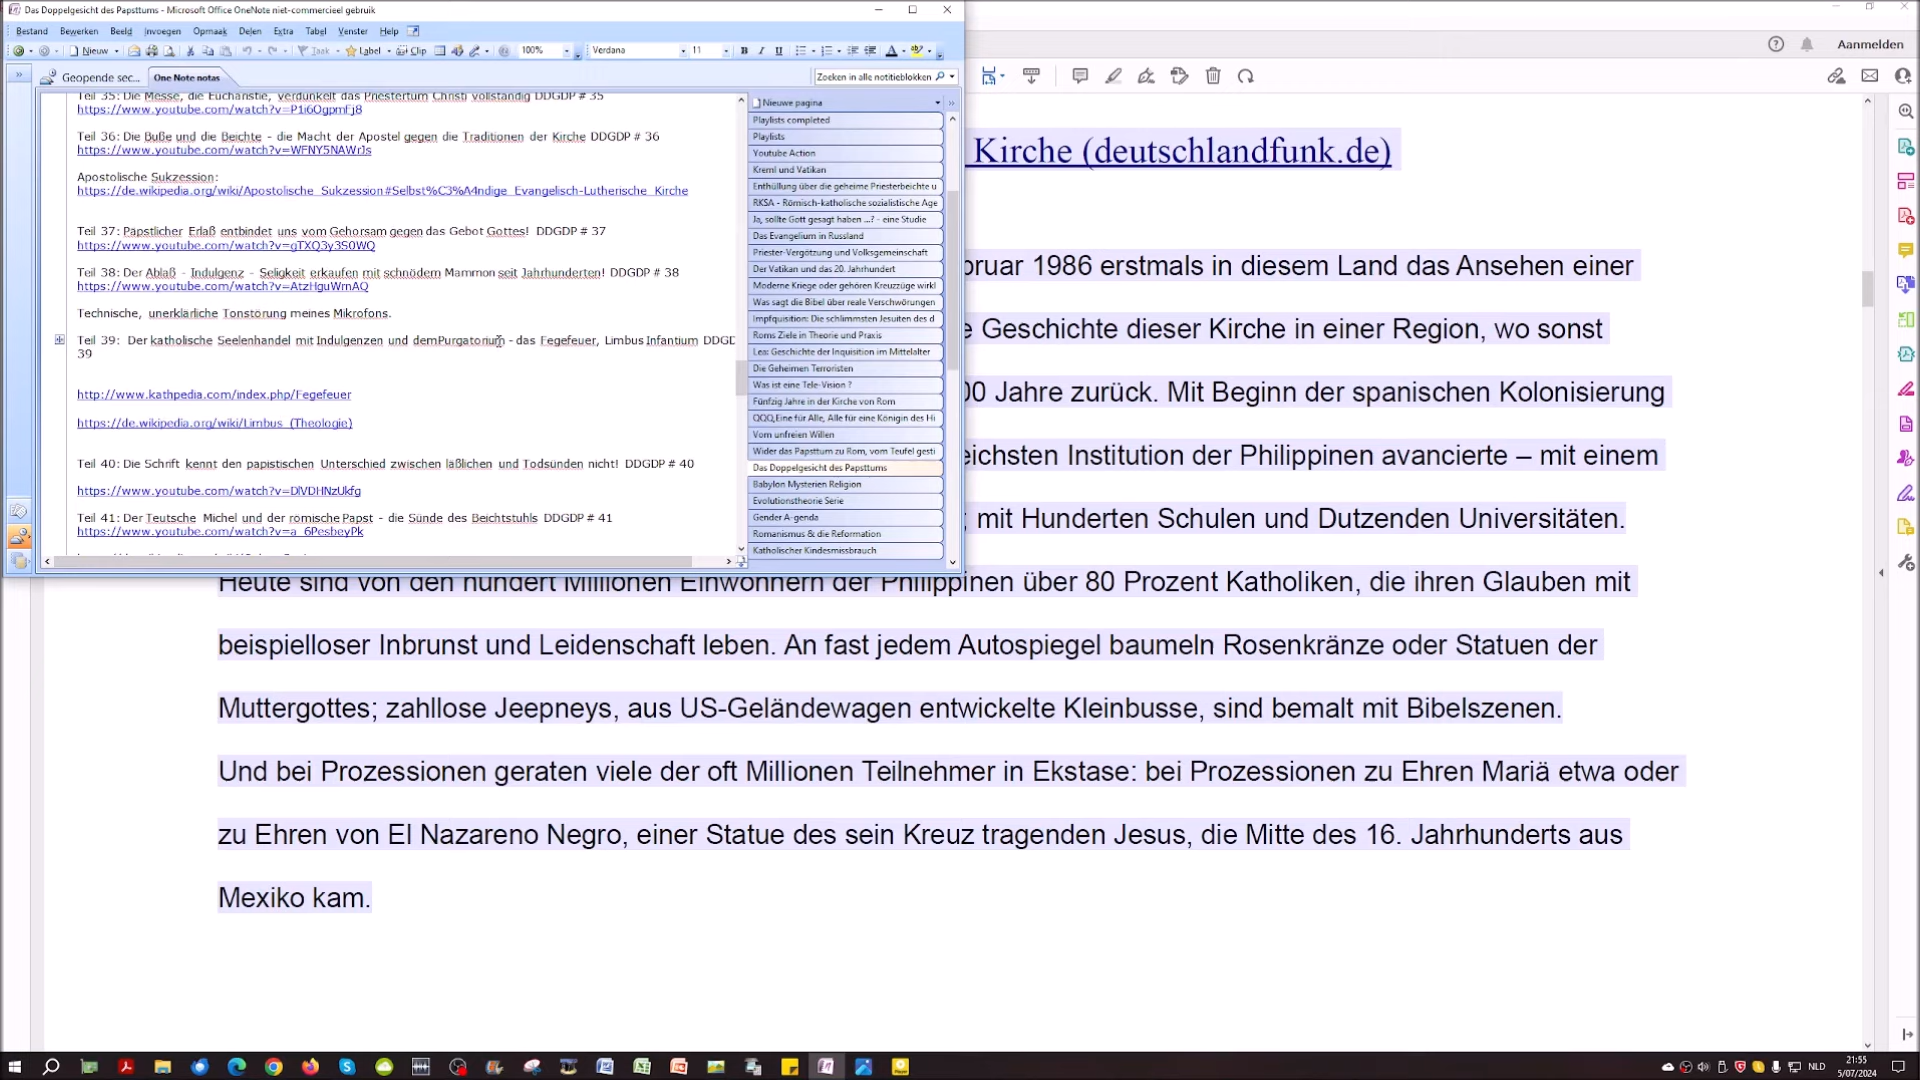 Das Doppelgesicht des Papsttums - Microsoft Office OneNote niet-commercieel gebruik
Bestand Bewerken Beeld Invoegen Opmaak Delen Extra Tabel Venster Help
Nieuw Taak Label Clip 100% Verdana 11 B I U A
Aanmelden
Geopende sec... One Note notas Zoeken in alle notitieblokken
Teil 35: Die Messe, die Eucharistie, verdunkelt das Priestertum Christi vollständig DDGDP # 35
https://www.youtube.com/watch?v=P1i6OgpmFj8
Teil 36: Die Buße und die Beichte - die Macht der Apostel gegen die Traditionen der Kirche DDGDP # 36
https://www.youtube.com/watch?v=WFNY5NAWrJs
Apostolische Sukzession:
https://de.wikipedia.org/wiki/Apostolische_Sukzession#Selbst%C3%A4ndige_Evangelisch-Lutherische_Kirche
Teil 37: Päpstlicher Erlaß entbindet uns vom Gehorsam gegen das Gebot Gottes! DDGDP # 37
https://www.youtube.com/watch?v=gTXQ3y3S0WQ
Teil 38: Der Ablaß - Indulgenz - Seligkeit erkaufen mit schnödem Mammon seit Jahrhunderten! DDGDP # 38
https://www.youtube.com/watch?v=AtzHguWmAQ
Technische, unerklärliche Tonstörung meines Mikrofons.
Teil 39: Der katholische Seelenhandel mit Indulgenzen und demPurgatorium - das Fegefeuer, Limbus Infantium DDGD
39
http://www.kathpedia.com/index.php/Fegefeuer
https://de.wikipedia.org/wiki/Limbus_(Theologie)
Teil 40: Die Schrift kennt den papistischen Unterschied zwischen läßlichen und Todsünden nicht! DDGDP # 40
https://www.youtube.com/watch?v=DlVDHNzUkfg
Teil 41: Der Teutsche Michel und der römische Papst - die Sünde des Beichtstuhls DDGDP # 41
https://www.youtube.com/watch?v=a_6PesbeyPk
Nieuwe pagina
Playlists completed
Playlists
Youtube Action
Kreml und Vatikan
Enthüllung über die geheime Priesterbeichte u
RKSA - Römisch-katholische sozialistische Age
Ja, sollte Gott gesagt haben ...? - eine Studie
Das Evangelium in Russland
Priester-Vergötzung und Volksgemeinschaft
Der Vatikan und das 20. Jahrhundert
Moderne Kriege oder gehören Kreuzzüge wirkl
Was sagt die Bibel über reale Verschwörungen
Impfquisition: Die schlimmsten Jesuiten des d
Roms Ziele in Theorie und Praxis
Lea: Geschichte der Inquisition im Mittelalter
Die Geheimen Terroristen
Was ist eine Tele-Vision ?
Fünfzig Jahre in der Kirche von Rom
QQQ,Eine für Alle, Alle für eine Königin des Hi
Vom unfreien Willen
Wider das Papsttum zu Rom, vom Teufel gesti
Das Doppelgesicht des Papsttums
Babylon Mysterien Religion
Evolutionstheorie Serie
Gender A-genda
Romanismus & die Reformation
Katholischer Kindesmissbrauch
Kirche (deutschlandfunk.de)
bruar 1986 erstmals in diesem Land das Ansehen einer
e Geschichte dieser Kirche in einer Region, wo sonst
00 Jahre zurück. Mit Beginn der spanischen Kolonisierung
eichsten Institution der Philippinen avancierte – mit einem
; mit Hunderten Schulen und Dutzenden Universitäten.
Heute sind von den hundert Millionen Einwohnern der Philippinen über 80 Prozent Katholiken, die ihren Glauben mit
beispielloser Inbrunst und Leidenschaft leben. An fast jedem Autospiegel baumeln Rosenkränze oder Statuen der
Muttergottes; zahllose Jeepneys, aus US-Geländewagen entwickelte Kleinbusse, sind bemalt mit Bibelszenen.
Und bei Prozessionen geraten viele der oft Millionen Teilnehmer in Ekstase: bei Prozessionen zu Ehren Mariä etwa oder
zu Ehren von El Nazareno Negro, einer Statue des sein Kreuz tragenden Jesus, die Mitte des 16. Jahrhunderts aus
Mexiko kam.
NLD
21:55
5/07/2024